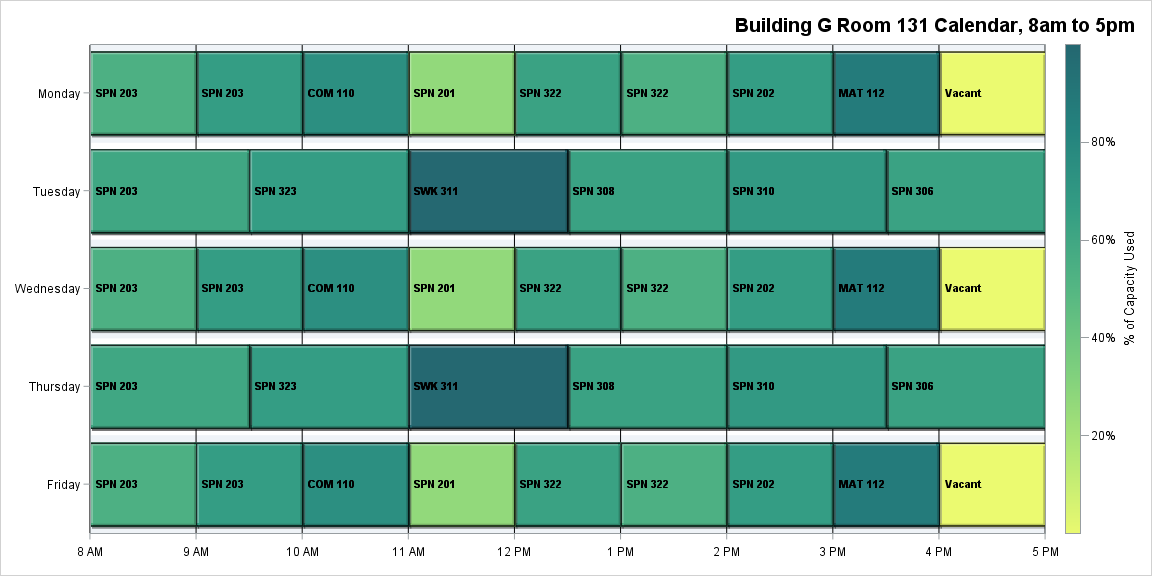 Building G Room 131 Calendar, 8am to 5pm
Monday
SPN 203
SPN 203
COM 110
SPN 201
SPN 322
SPN 322
SPN 202
MAT 112
Vacant
Tuesday
SPN 203
SPN 323
SWK 311
SPN 308
SPN 310
SPN 306
Wednesday
SPN 203
SPN 203
COM 110
SPN 201
SPN 322
SPN 322
SPN 202
MAT 112
Vacant
Thursday
SPN 203
SPN 323
SWK 311
SPN 308
SPN 310
SPN 306
Friday
SPN 203
SPN 203
COM 110
SPN 201
SPN 322
SPN 322
SPN 202
MAT 112
Vacant
8 AM
9 AM
10 AM
11 AM
12 PM
1 PM
2 PM
3 PM
4 PM
5 PM
80%
60%
40%
20%
% of Capacity Used